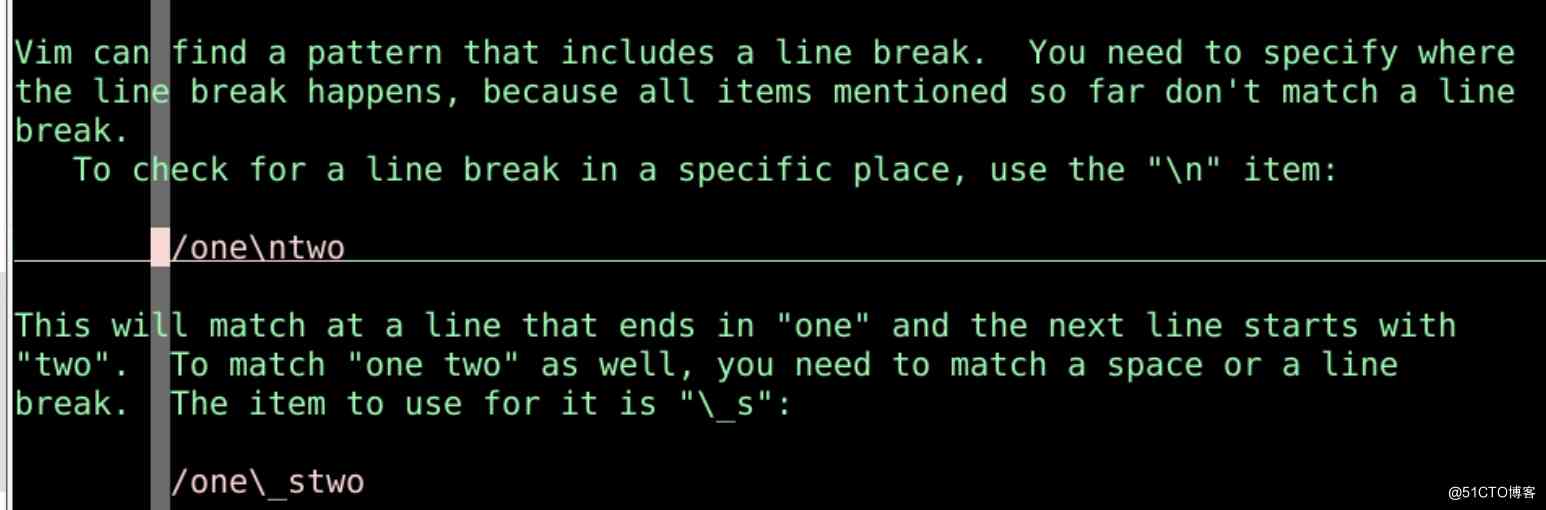 Vim can find a pattern that includes a line break.  You need to specify where
the line break happens, because all items mentioned so far don't match a line
break.
   To check for a line break in a specific place, use the "\n" item:
/one\ntwo
This will match at a line that ends in "one" and the next line starts with
"two".  To match "one two" as well, you need to match a space or a line
break.  The item to use for it is "\_s":
/one\_stwo
@51CTO博客